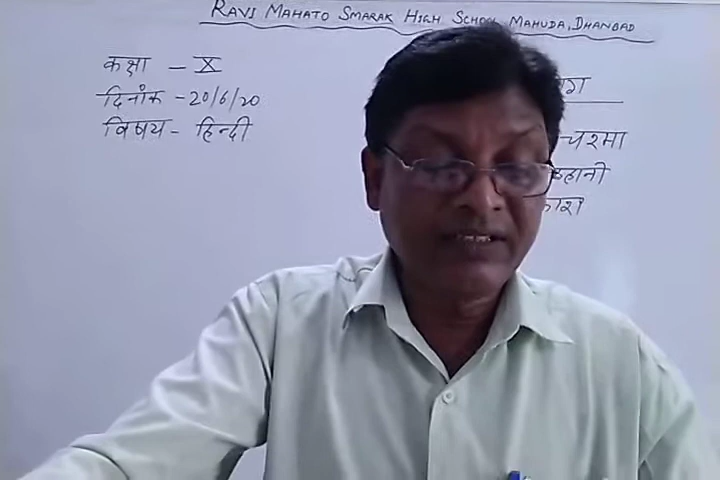 RAVI MAHATO SMARAK HIGH SCHOOL, MAHUDA, DHANBAD
कक्षा - X
दिनांक - 20/6/20
विषय - हिन्दी
चश्मा
कहानी